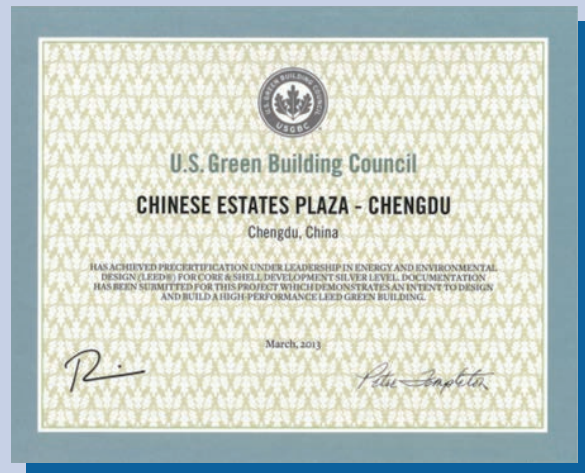 U.S. GREEN BUILDING COUNCIL
USGBC
U.S. Green Building Council
CHINESE ESTATES PLAZA - CHENGDU
Chengdu, China
HAS ACHIEVED PRECERTIFICATION UNDER LEADERSHIP IN ENERGY AND ENVIRONMENTAL
DESIGN (LEED®) FOR CORE & SHELL DEVELOPMENT SILVER LEVEL. DOCUMENTATION
HAS BEEN SUBMITTED FOR THIS PROJECT WHICH DEMONSTRATES AN INTENT TO DESIGN
AND BUILD A HIGH-PERFORMANCE LEED GREEN BUILDING.
March, 2013
Peter Templeton